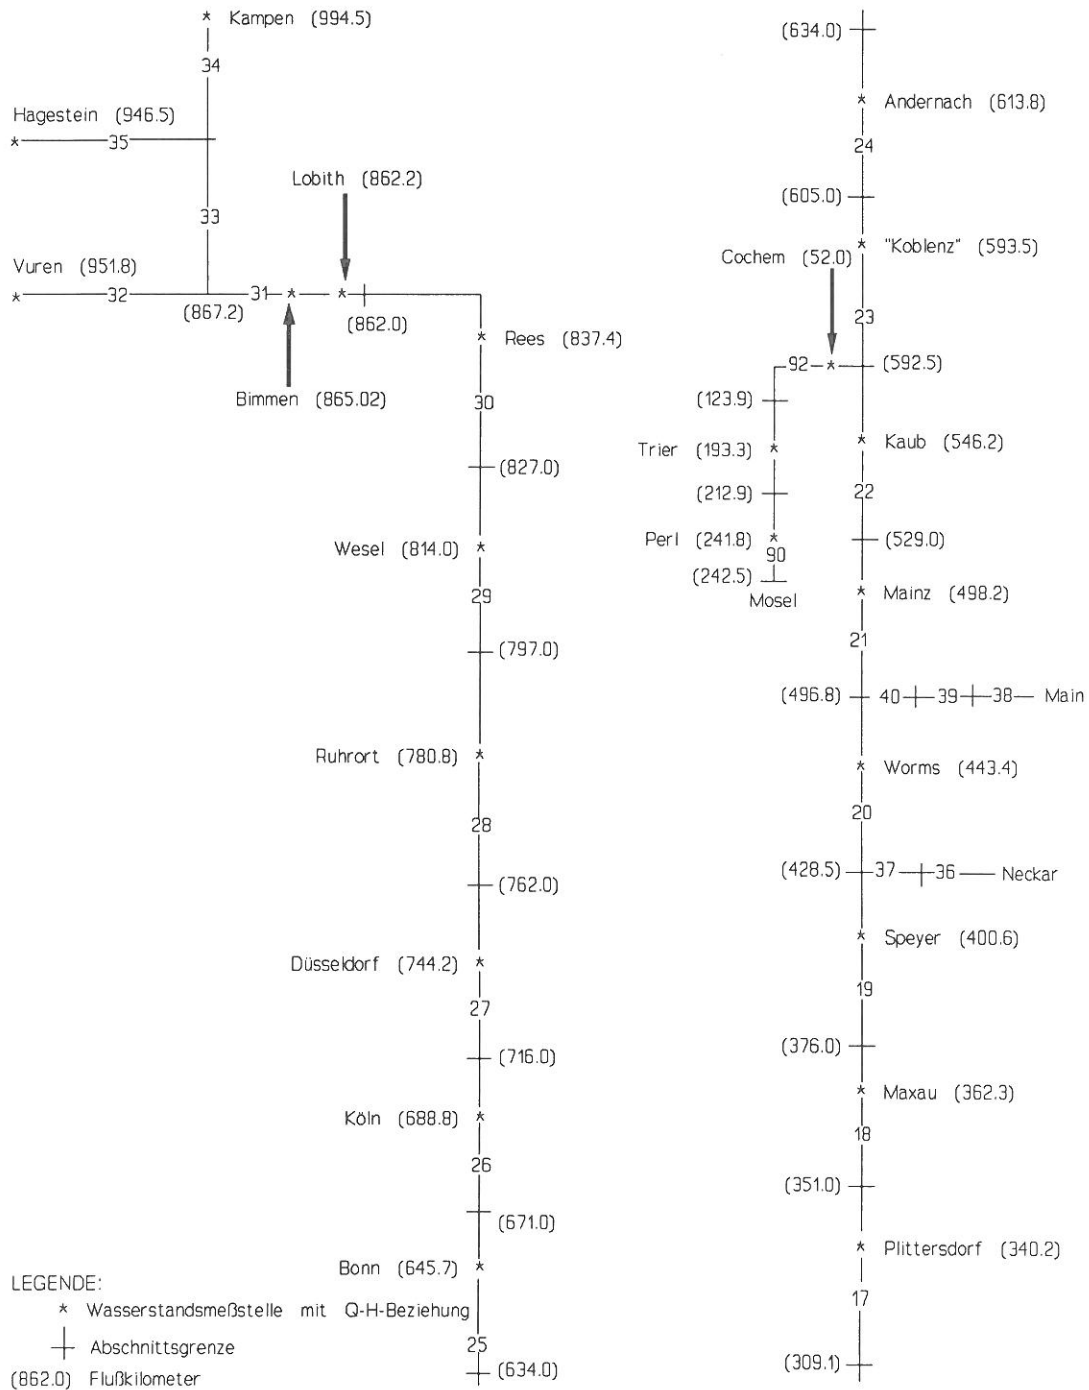 Kampen (994.5)
34
Hagestein (946.5)
35
Lobith (862.2)
33
Vuren (951.8)
32
31
(867.2)
(862.0)
Rees (837.4)
Bimmen (865.02)
30
(827.0)
Wesel (814.0)
29
(797.0)
Ruhrort (780.8)
28
(762.0)
Düsseldorf (744.2)
27
(716.0)
Köln (688.8)
26
(671.0)
Bonn (645.7)
25
(634.0)
LEGENDE:
* Wasserstandsmeßstelle mit Q-H-Beziehung
Abschnittsgrenze
(862.0) Flußkilometer
(634.0)
Andernach (613.8)
24
(605.0)
"Koblenz" (593.5)
Cochem (52.0)
23
92
(592.5)
(123.9)
Kaub (546.2)
Trier (193.3)
(212.9)
22
Perl (241.8)
(529.0)
90
(242.5)
Mosel
Mainz (498.2)
21
(496.8)
40
39
38
Main
Worms (443.4)
20
(428.5)
37
36
Neckar
Speyer (400.6)
19
(376.0)
Maxau (362.3)
18
(351.0)
Plittersdorf (340.2)
17
(309.1)